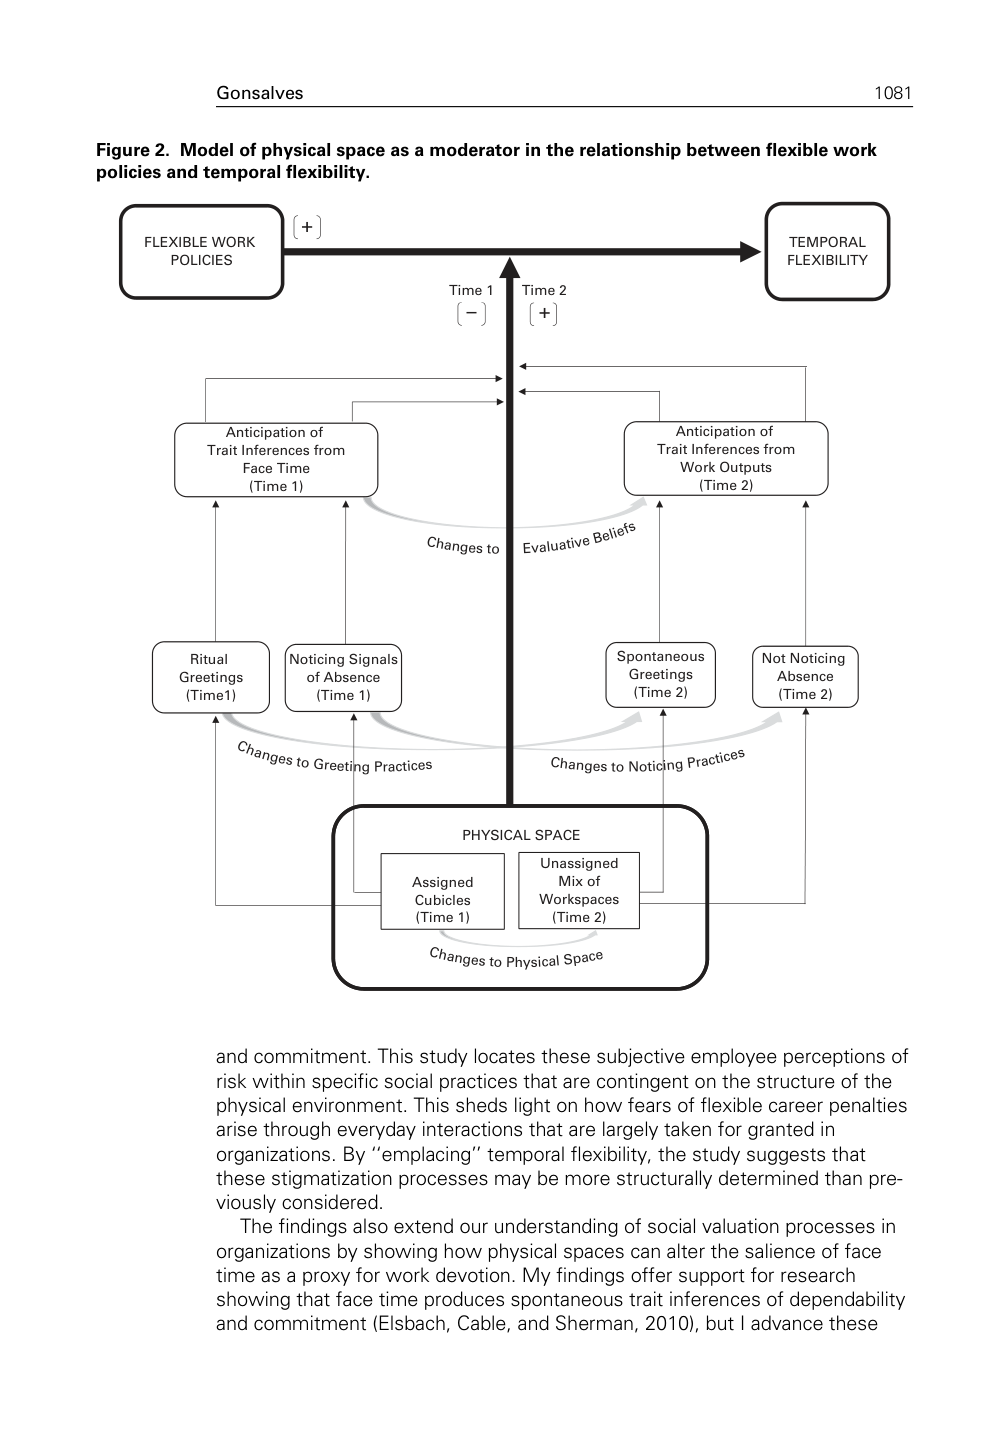 Gonsalves 1081
Figure 2. Model of physical space as a moderator in the relationship between flexible work
policies and temporal flexibility.
FLEXIBLE WORK
POLICIES
[+]
TEMPORAL
FLEXIBILITY
Time 1
[−]
Time 2
[+]
Anticipation of
Trait Inferences from
Face Time
(Time 1)
Anticipation of
Trait Inferences from
Work Outputs
(Time 2)
Changes to Evaluative Beliefs
Ritual
Greetings
(Time1)
Noticing Signals
of Absence
(Time 1)
Spontaneous
Greetings
(Time 2)
Not Noticing
Absence
(Time 2)
Changes to Greeting Practices
Changes to Noticing Practices
PHYSICAL SPACE
Assigned
Cubicles
(Time 1)
Unassigned
Mix of
Workspaces
(Time 2)
Changes to Physical Space
and commitment. This study locates these subjective employee perceptions of
risk within specific social practices that are contingent on the structure of the
physical environment. This sheds light on how fears of flexible career penalties
arise through everyday interactions that are largely taken for granted in
organizations. By ‘‘emplacing’’ temporal flexibility, the study suggests that
these stigmatization processes may be more structurally determined than pre-
viously considered.
The findings also extend our understanding of social valuation processes in
organizations by showing how physical spaces can alter the salience of face
time as a proxy for work devotion. My findings offer support for research
showing that face time produces spontaneous trait inferences of dependability
and commitment (Elsbach, Cable, and Sherman, 2010), but I advance these